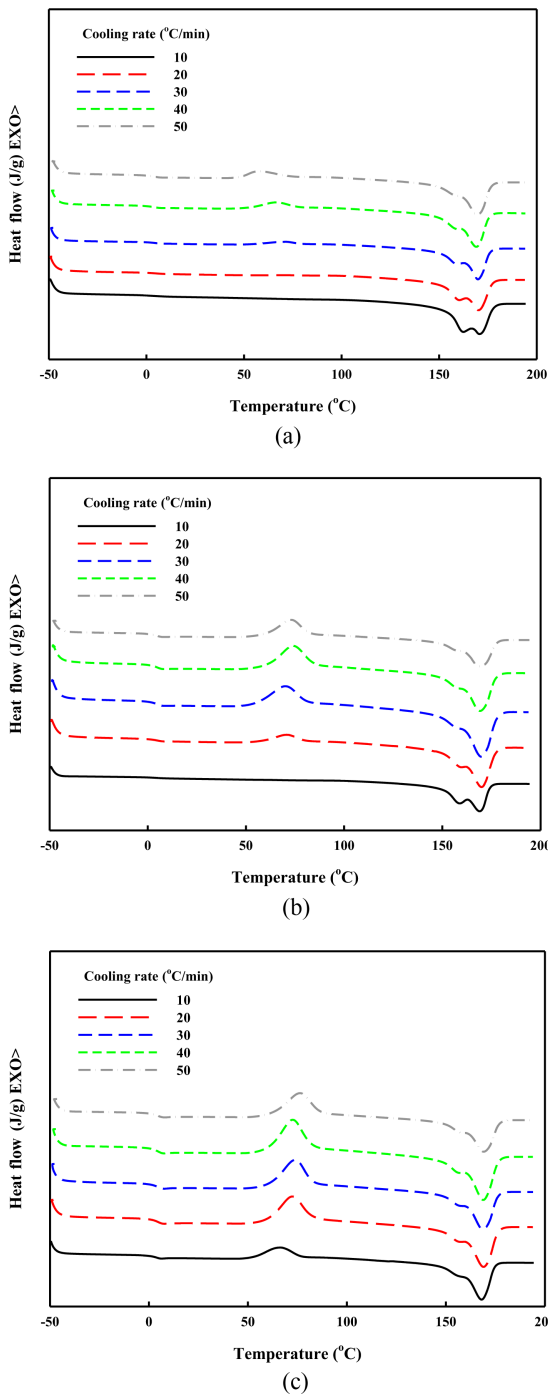 Cooling rate (°C/min)
10
20
30
40
50
Heat flow (J/g) EXO>
-50 0 50 100 150 200
Temperature (°C)
(a)
Cooling rate (°C/min)
10
20
30
40
50
Heat flow (J/g) EXO>
-50 0 50 100 150 200
Temperature (°C)
(b)
Cooling rate (°C/min)
10
20
30
40
50
Heat flow (J/g) EXO>
-50 0 50 100 150 20
Temperature (°C)
(c)